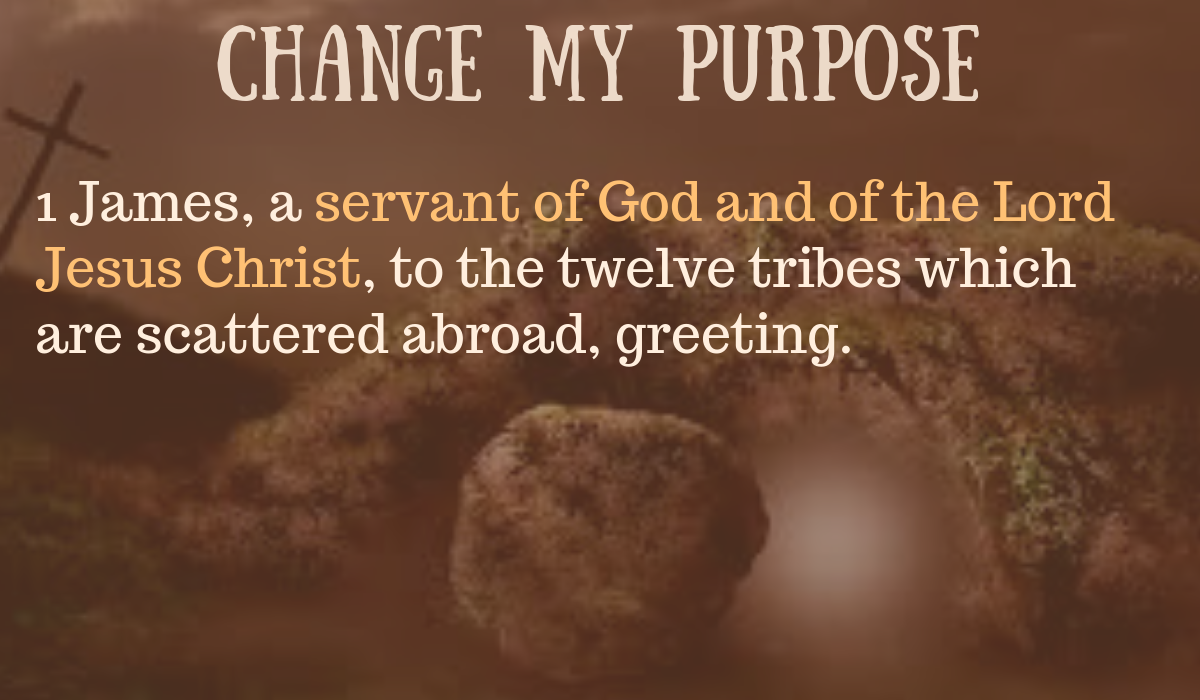 CHANGE MY PURPOSE
1 James, a servant of God and of the Lord
Jesus Christ, to the twelve tribes which
are scattered abroad, greeting.